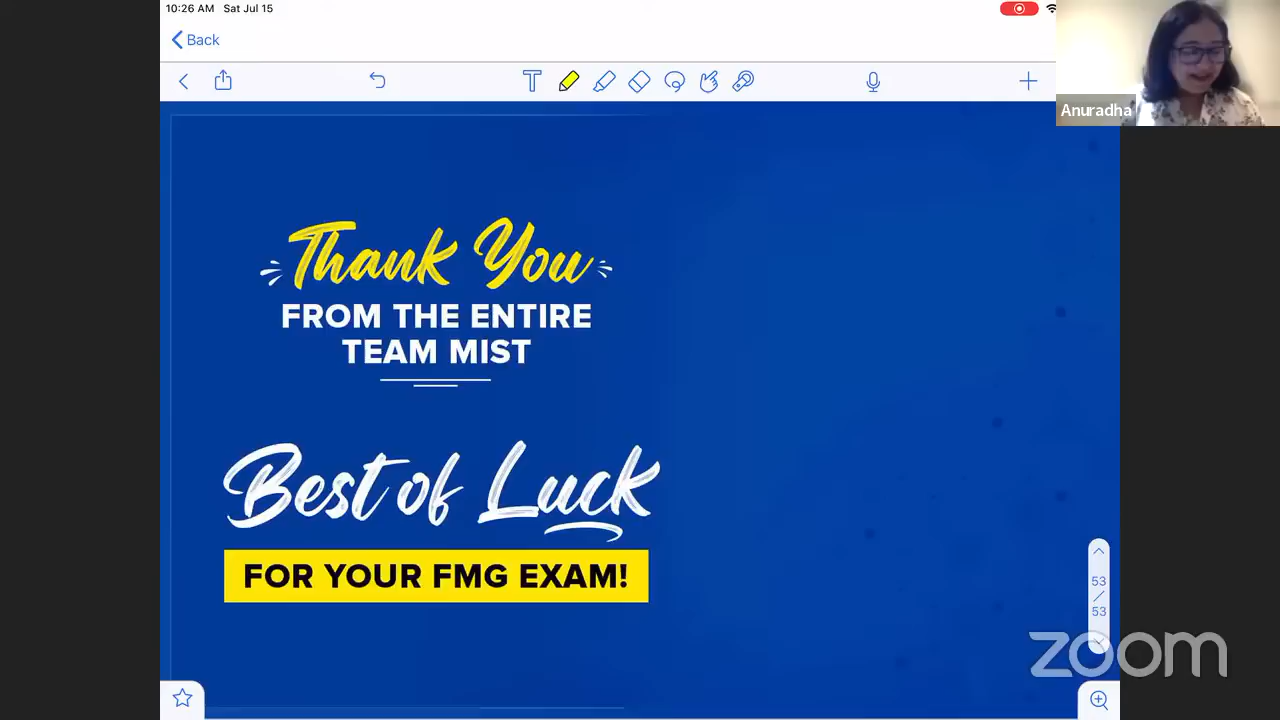 10:26 AM Sat Jul 15
Back
Anuradha
Thank You
FROM THE ENTIRE
TEAM MIST
Best of Luck
FOR YOUR FMG EXAM!
53
/
53
zoom